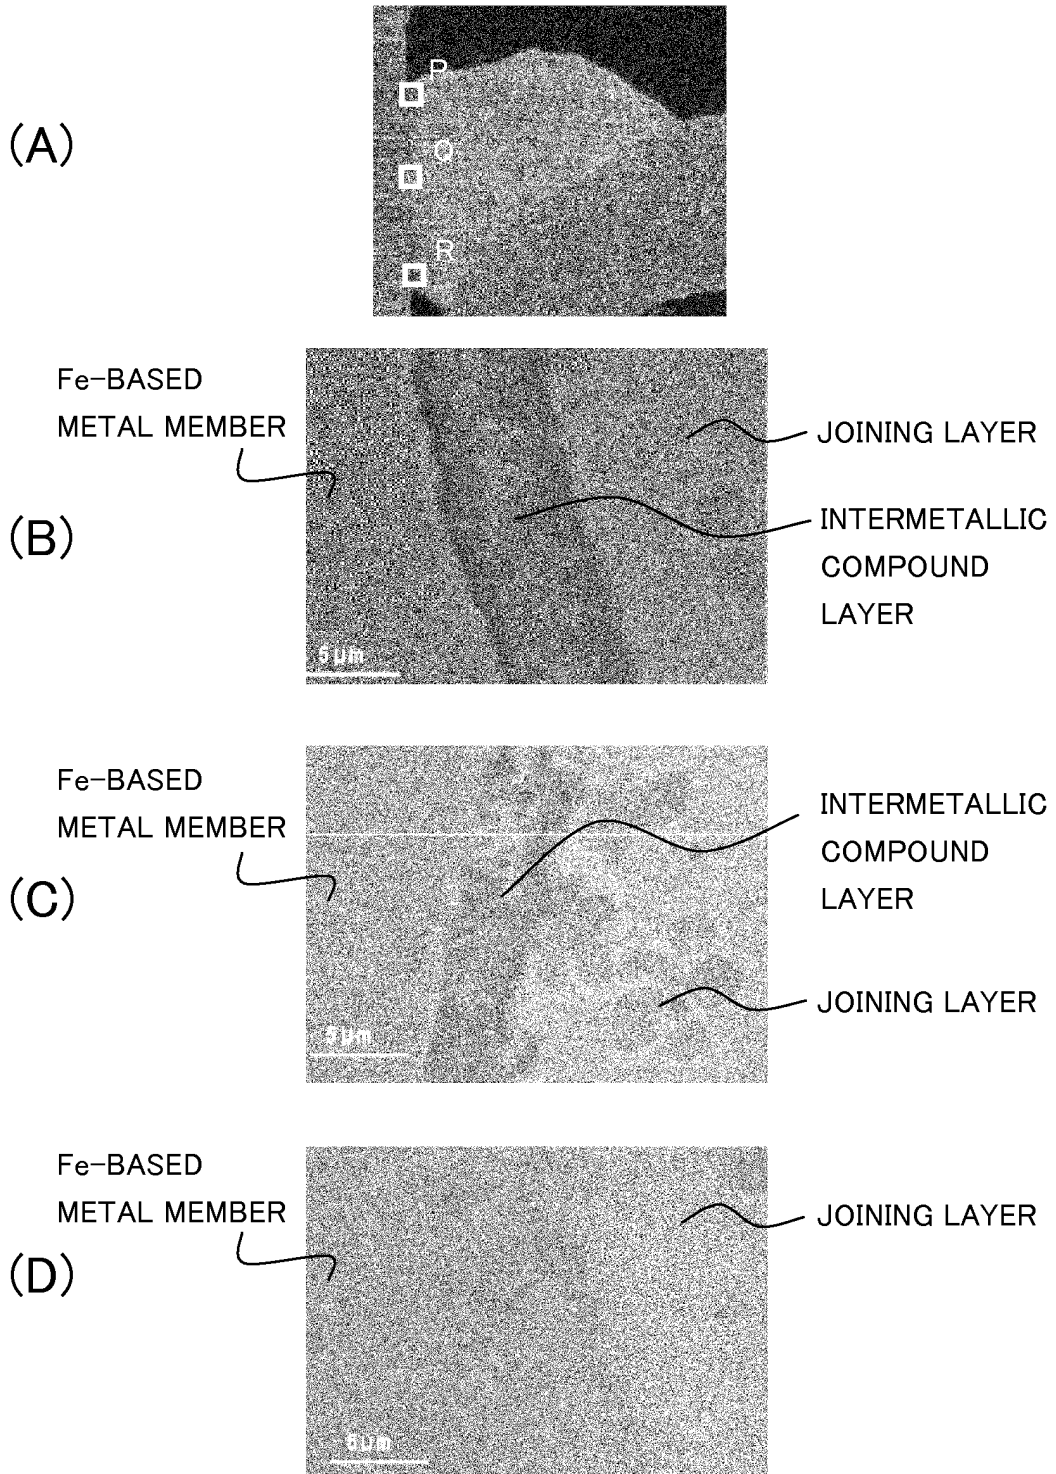 (A)
P
Q
R
(B)
Fe-BASED
METAL MEMBER
JOINING LAYER
INTERMETALLIC
COMPOUND
LAYER
5μm
(C)
Fe-BASED
METAL MEMBER
INTERMETALLIC
COMPOUND
LAYER
JOINING LAYER
5μm
(D)
Fe-BASED
METAL MEMBER
JOINING LAYER
5μm